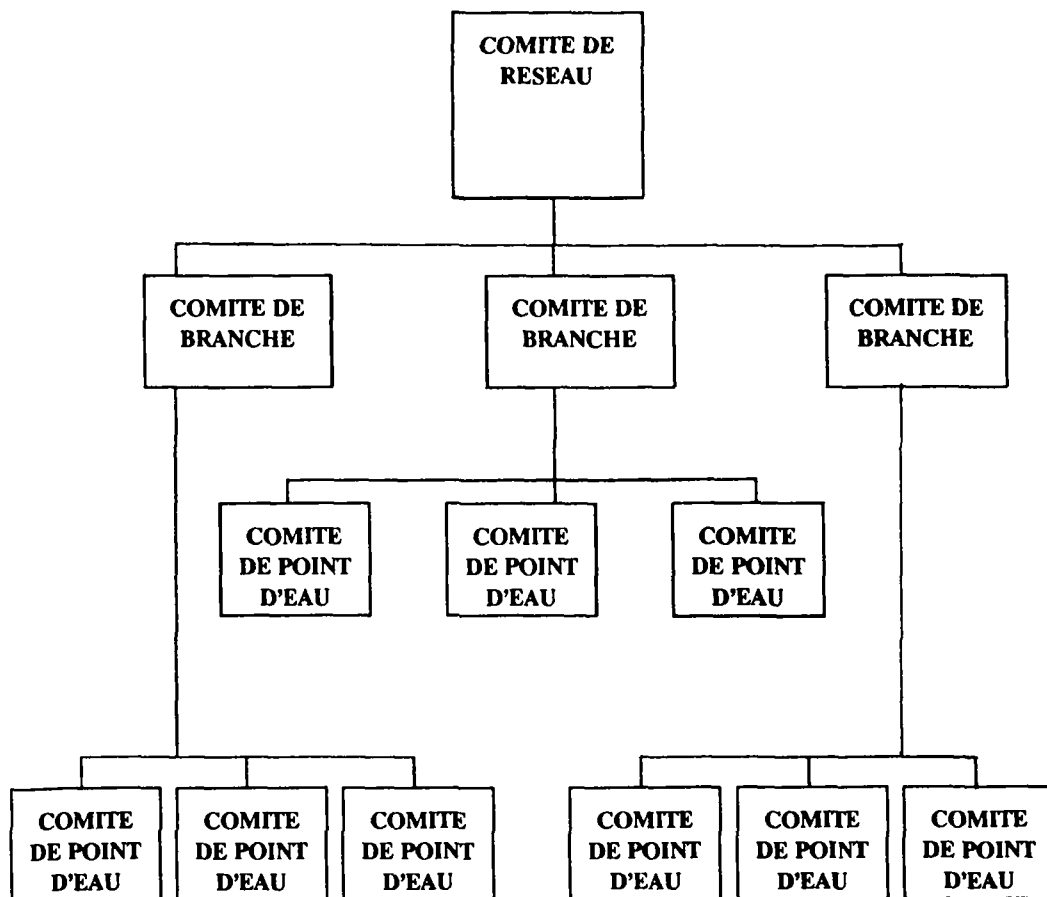 COMITE DE
RESEAU
COMITE DE
BRANCHE
COMITE DE
BRANCHE
COMITE DE
BRANCHE
COMITE
DE POINT
D'EAU
COMITE
DE POINT
D'EAU
COMITE
DE POINT
D'EAU
COMITE
DE POINT
D'EAU
COMITE
DE POINT
D'EAU
COMITE
DE POINT
D'EAU
COMITE
DE POINT
D'EAU
COMITE
DE POINT
D'EAU
COMITE
DE POINT
D'EAU